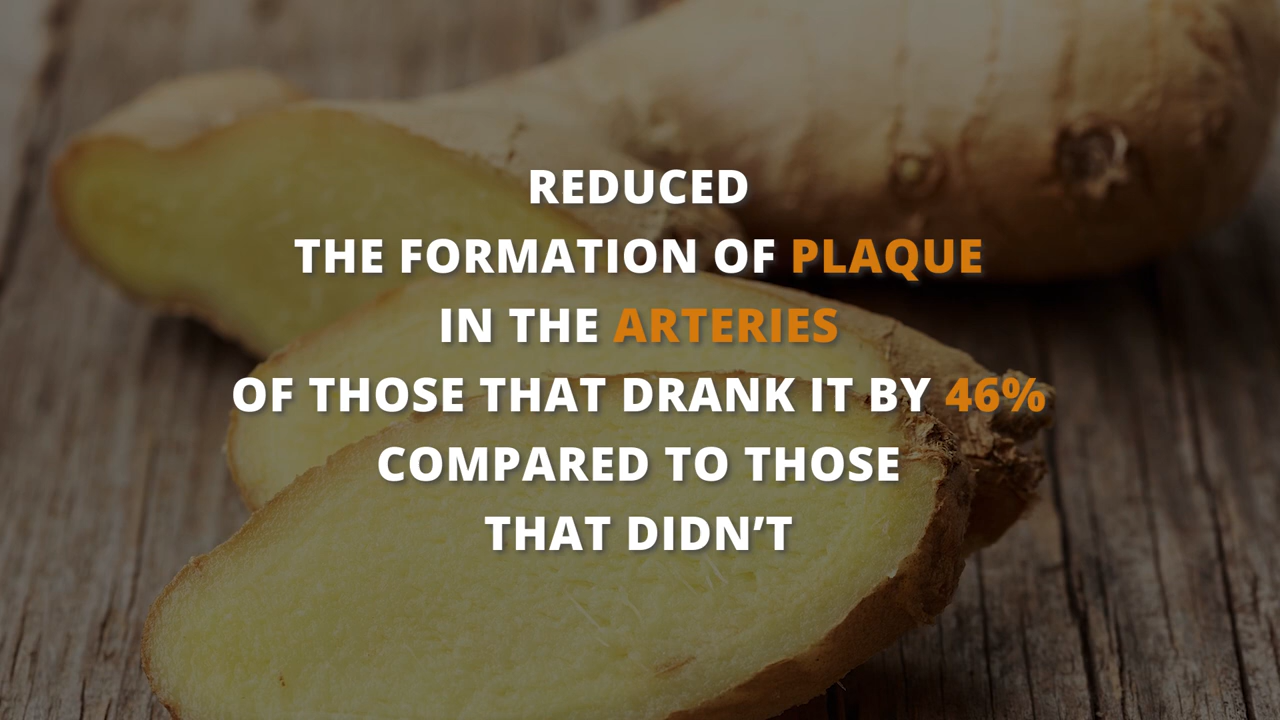 REDUCED
THE FORMATION OF PLAQUE
IN THE ARTERIES
OF THOSE THAT DRANK IT BY 46%
COMPARED TO THOSE
THAT DIDN’T